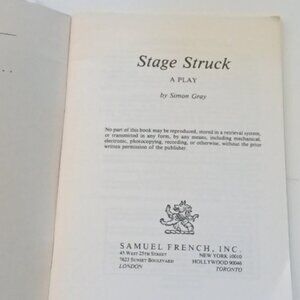 Stage Struck
A PLAY
by Simon Gray
No part of this book may be reproduced, stored in a retrieval system,
or transmitted in any form, by any means, including mechanical,
electronic, photocopying, recording, or otherwise, without the prior
written permission of the publisher.
SAMUEL FRENCH, INC.
45 WEST 25TH STREET NEW YORK 10010
7623 SUNSET BOULEVARD HOLLYWOOD 90046
LONDON TORONTO